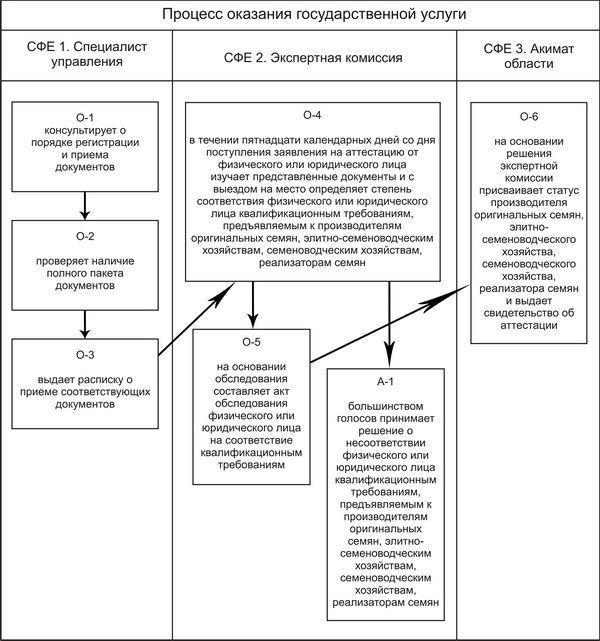 Процесс оказания государственной услуги
СФЕ 1. Специалист
управления
СФЕ 2. Экспертная комиссия
СФЕ 3. Акимат
области
О-1
консультирует о
порядке регистрации
и приема
документов
О-2
проверяет наличие
полного пакета
документов
О-3
выдает расписку о
приеме соответствующих
документов
О-4
в течении пятнадцати календарных дней со дня
поступления заявления на аттестацию от
физического или юридического лица
изучает представленные документы и с
выездом на место определяет степень
соответствия физического или юридического
лица квалификационным требованиям,
предъявляемым к производителям
оригинальных семян, элитно-семеноводческим
хозяйствам, семеноводческим хозяйствам,
реализаторам семян
О-5
на основании
обследования
составляет акт
обследования
физического или
юридического лица
на соответствие
квалификационным
требованиям
А-1
большинством
голосов принимает
решение о
несоответствии
физического или
юридического лица
квалификационным
требованиям,
предъявляемым к
производителям
оригинальных
семян, элитно-
семеноводческим
хозяйствам,
семеноводческим
хозяйствам,
реализаторам семян
О-6
на основании
решения
экспертной
комиссии
присваивает статус
производителя
оригинальных семян,
элитно-
семеноводческого
хозяйства,
семеноводческого
хозяйства,
реализатора семян
и выдает
свидетельство об
аттестации